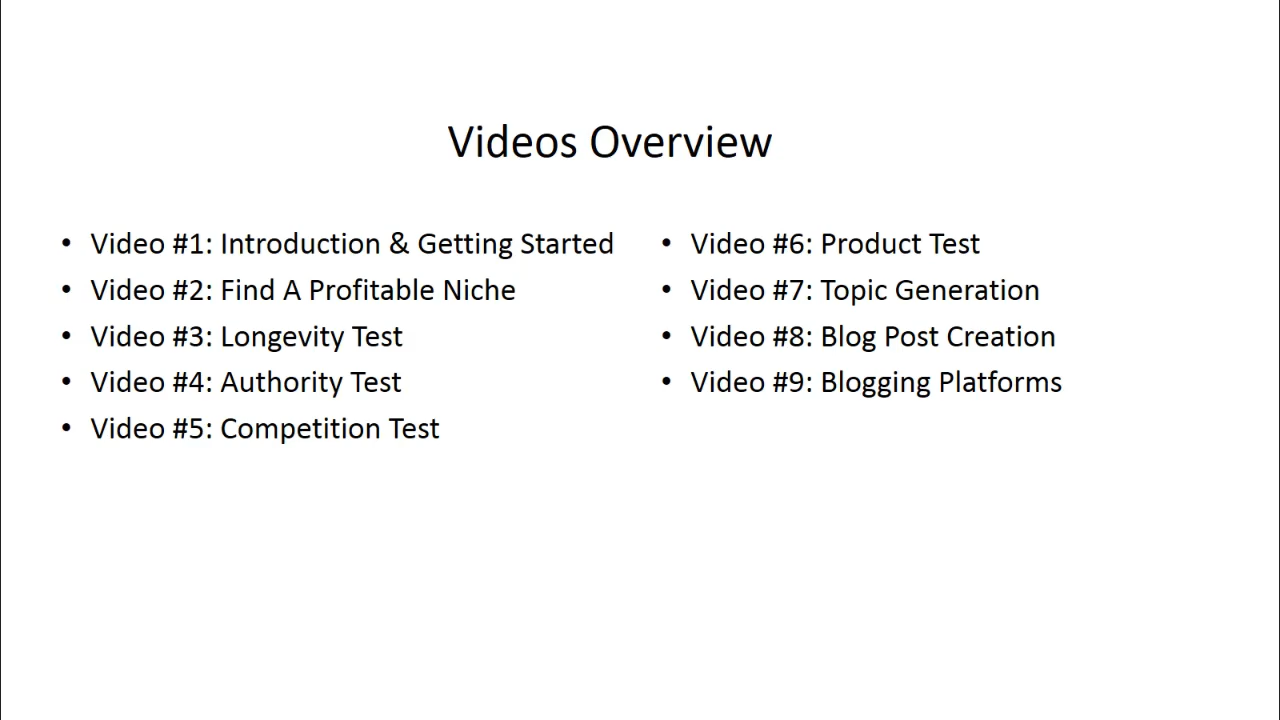 Videos Overview
• Video #1: Introduction & Getting Started
• Video #2: Find A Profitable Niche
• Video #3: Longevity Test
• Video #4: Authority Test
• Video #5: Competition Test
• Video #6: Product Test
• Video #7: Topic Generation
• Video #8: Blog Post Creation
• Video #9: Blogging Platforms